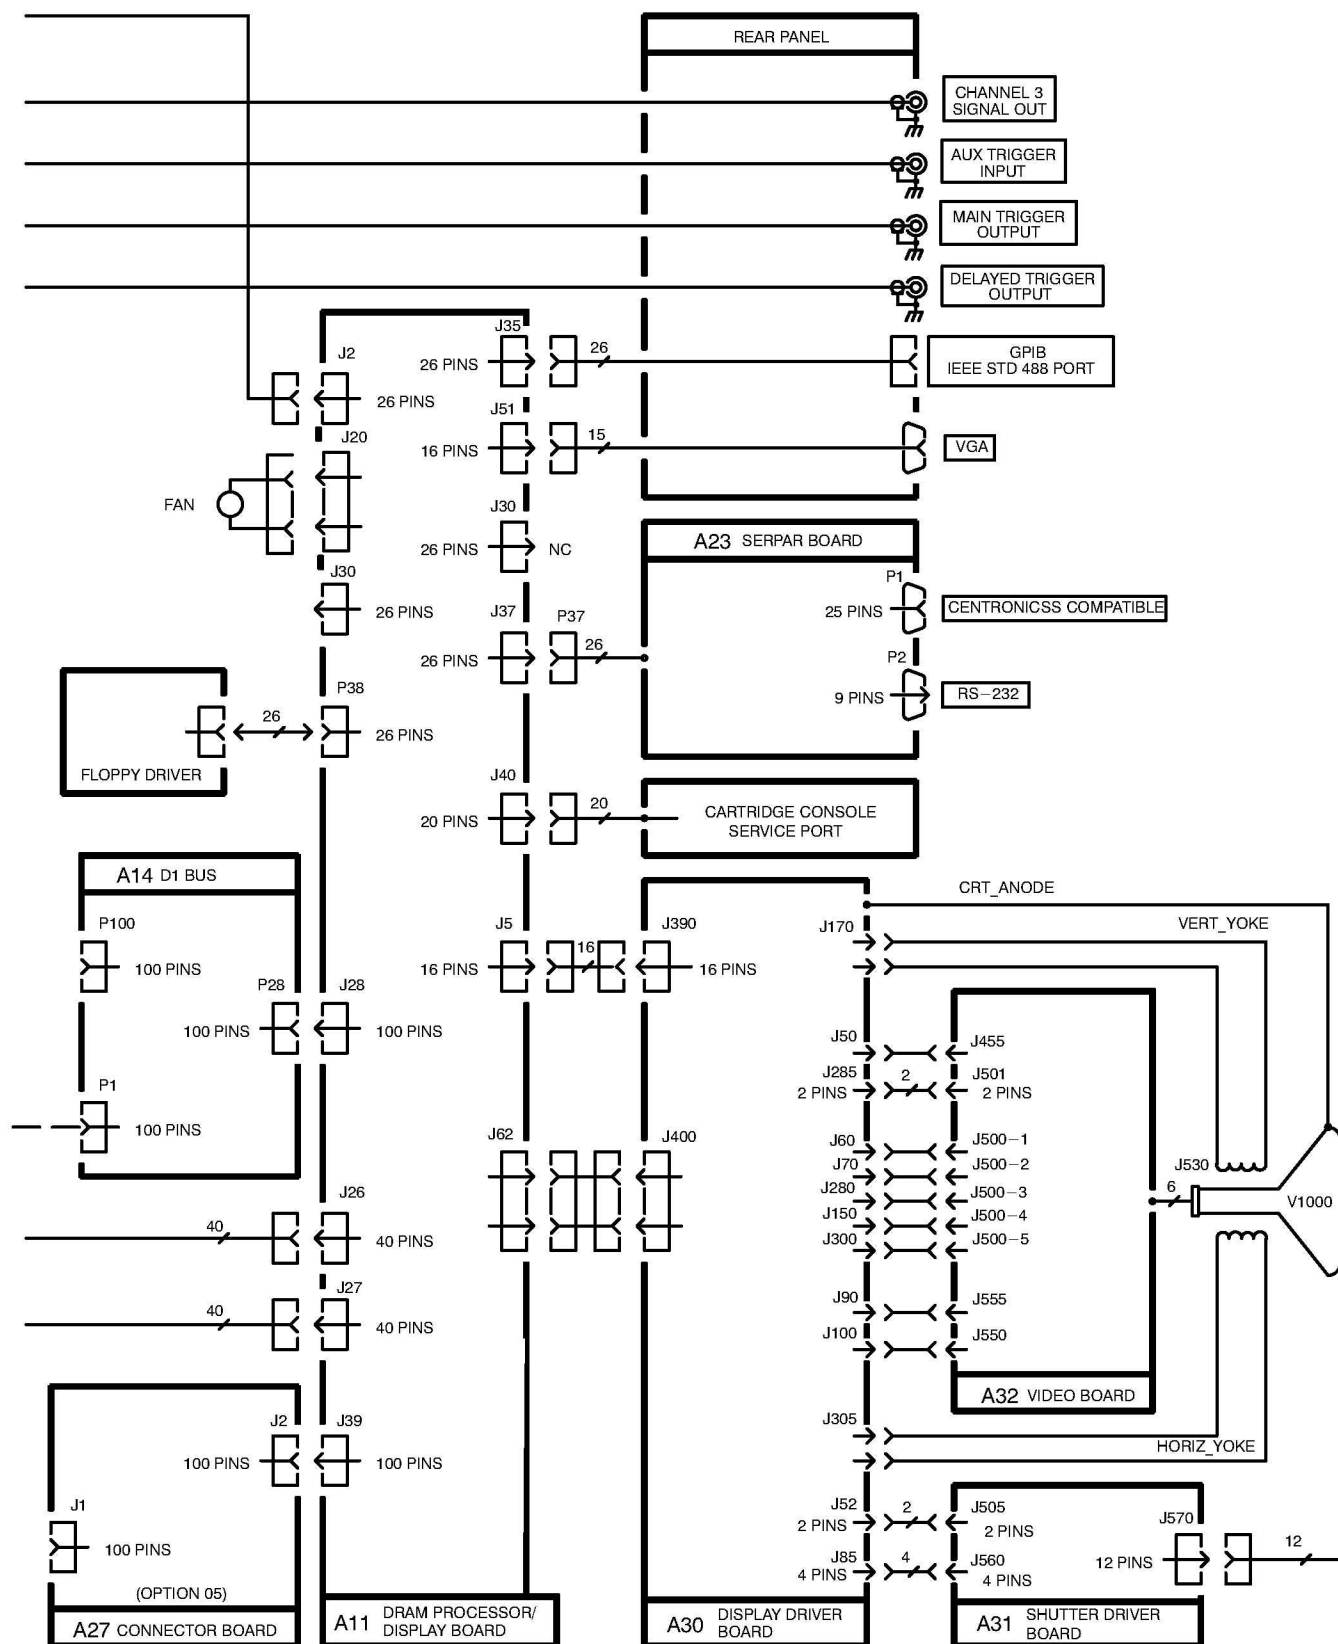 REAR PANEL
CHANNEL 3
SIGNAL OUT
AUX TRIGGER
INPUT
MAIN TRIGGER
OUTPUT
DELAYED TRIGGER
OUTPUT
J35
26 PINS
26
GPIB
IEEE STD 488 PORT
J2
26 PINS
J51
16 PINS
15
VGA
J20
FAN
J30
26 PINS
NC
A23 SERPAR BOARD
P1
25 PINS
CENTRONICSS COMPATIBLE
J30
26 PINS
J37
26 PINS
P37
26
P2
9 PINS
RS-232
P38
26
26 PINS
FLOPPY DRIVER
J40
20 PINS
20
CARTRIDGE CONSOLE
SERVICE PORT
A14 D1 BUS
P100
100 PINS
P28
100 PINS
J28
100 PINS
P1
100 PINS
J5
16 PINS
16
J390
16 PINS
CRT_ANODE
J170
VERT_YOKE
J50
J455
J285
2 PINS
2
J501
2 PINS
J62
J400
J60
J500-1
J70
J500-2
J280
J500-3
J150
J500-4
J300
J500-5
J530
6
V1000
J26
40
40 PINS
J27
40
40 PINS
J90
J555
J100
J550
A32 VIDEO BOARD
J305
HORIZ_YOKE
J2
100 PINS
J39
100 PINS
J1
100 PINS
(OPTION 05)
A27 CONNECTOR BOARD
A11 DRAM PROCESSOR/
DISPLAY BOARD
J52
2 PINS
2
J505
2 PINS
J85
4 PINS
4
J560
4 PINS
J570
12 PINS
12
A30 DISPLAY DRIVER
BOARD
A31 SHUTTER DRIVER
BOARD